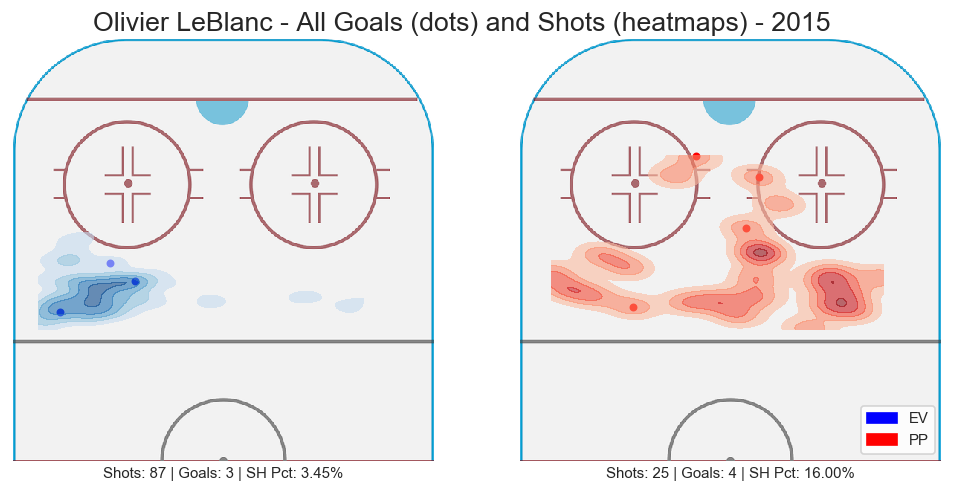 Olivier LeBlanc - All Goals (dots) and Shots (heatmaps) - 2015
EV
PP
Shots: 87 | Goals: 3 | SH Pct: 3.45%
Shots: 25 | Goals: 4 | SH Pct: 16.00%